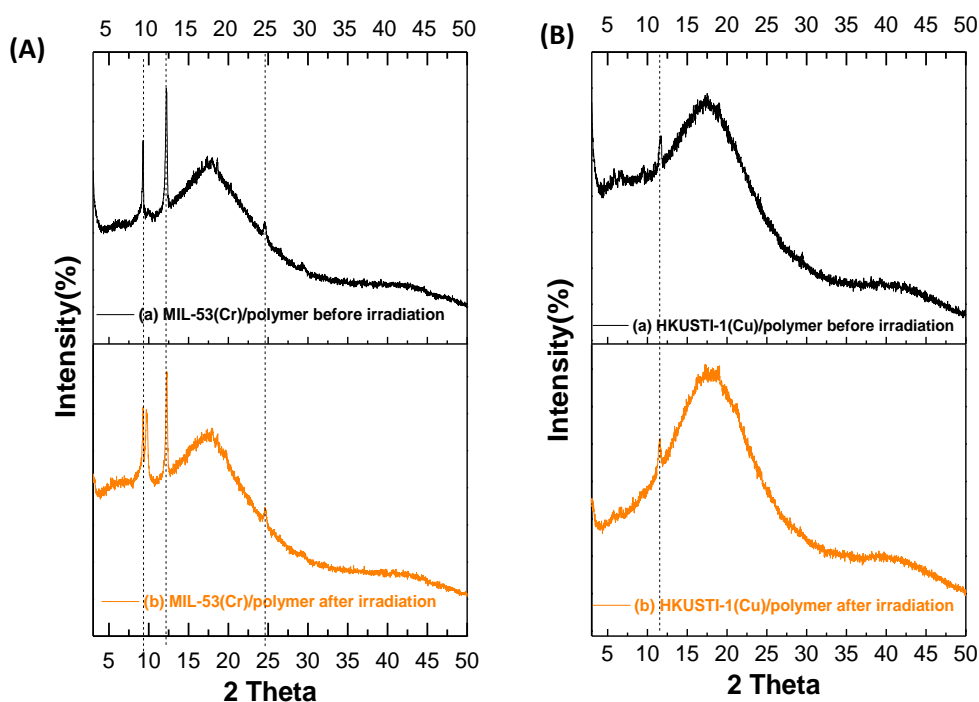 (A)
5 10 15 20 25 30 35 40 45 50
Intensity(%)
(a) MIL-53(Cr)/polymer before irradiation
(b) MIL-53(Cr)/polymer after irradiation
5 10 15 20 25 30 35 40 45 50
2 Theta
(B)
5 10 15 20 25 30 35 40 45 50
Intensity(%)
(a) HKUSTI-1(Cu)/polymer before irradiation
(b) HKUSTI-1(Cu)/polymer after irradiation
5 10 15 20 25 30 35 40 45 50
2 Theta